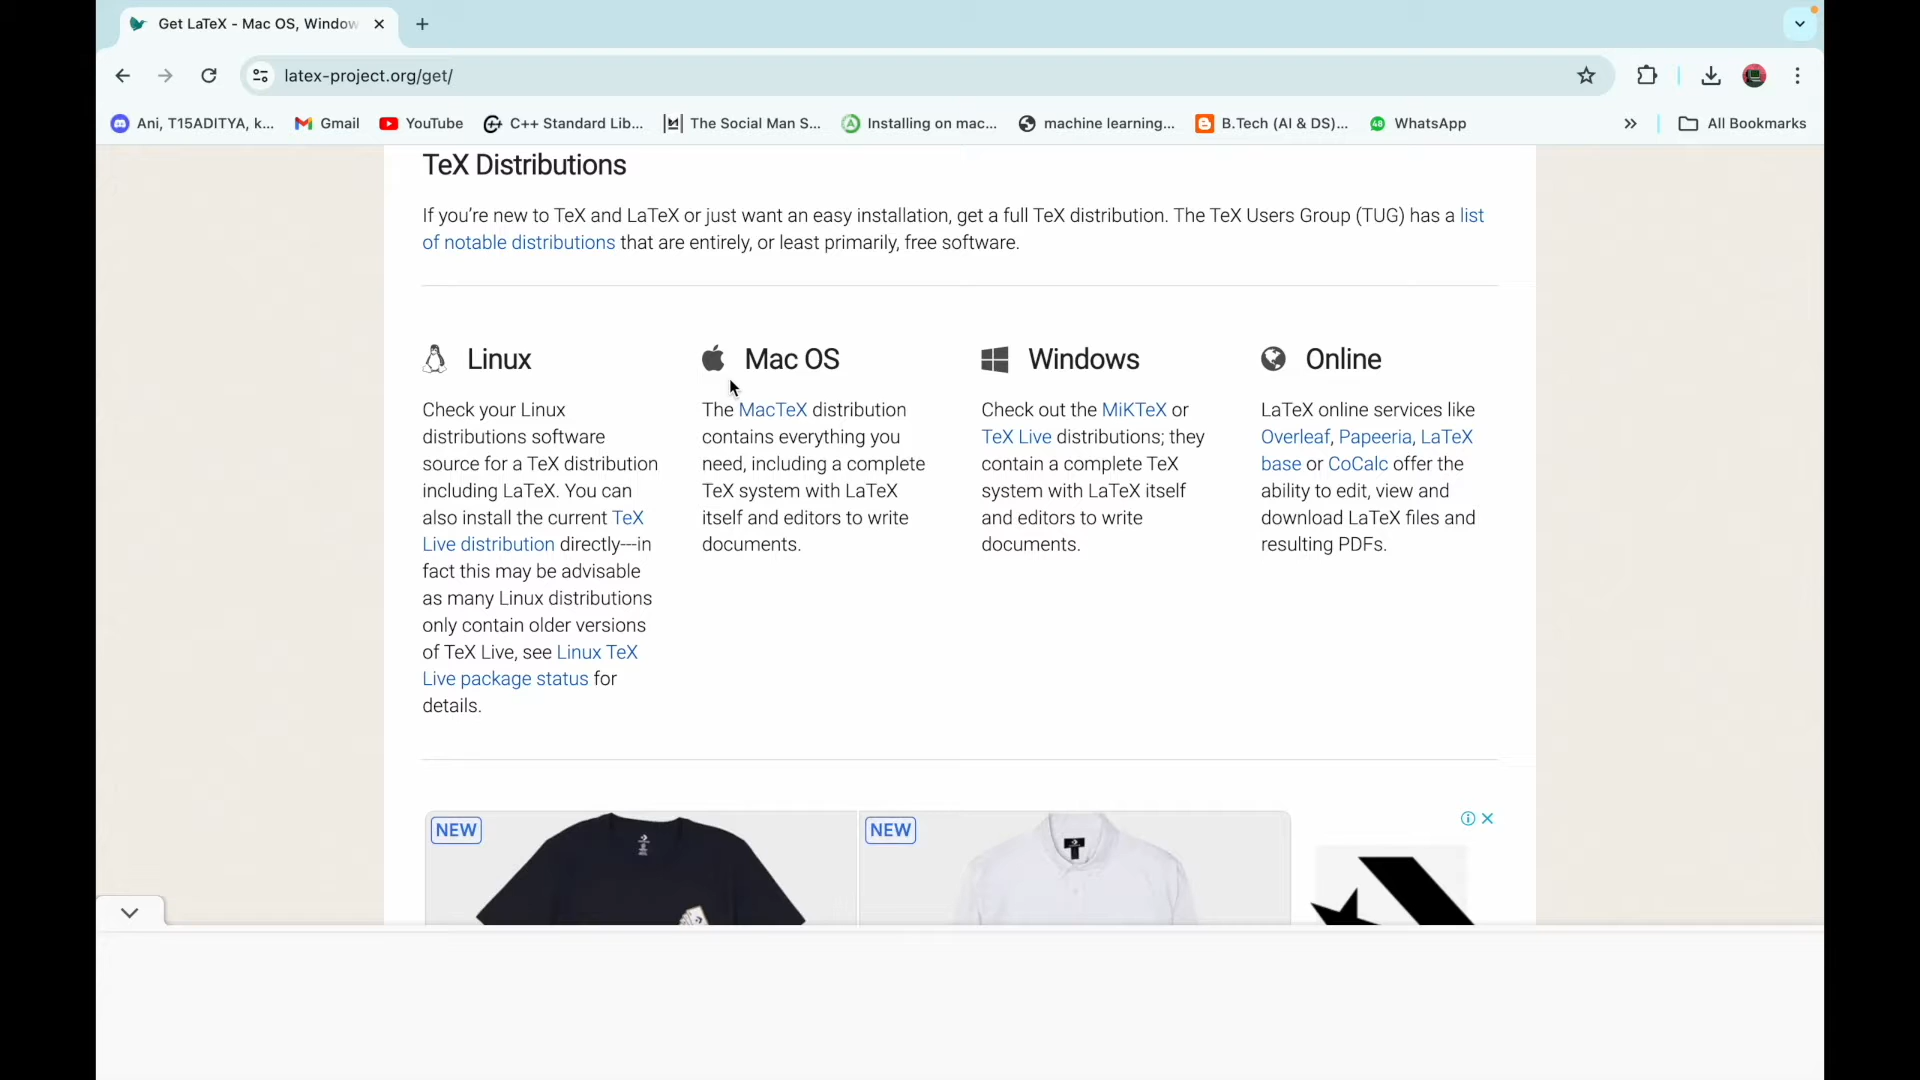 Get LaTeX - Mac OS, Window
latex-project.org/get/
Ani, T15ADITYA, k...
Gmail
YouTube
C++ Standard Lib...
The Social Man S...
Installing on mac...
machine learning...
B.Tech (AI & DS)...
WhatsApp
All Bookmarks
TeX Distributions
If you're new to TeX and LaTeX or just want an easy installation, get a full TeX distribution. The TeX Users Group (TUG) has a list
of notable distributions that are entirely, or least primarily, free software.
Linux
Check your Linux
distributions software
source for a TeX distribution
including LaTeX. You can
also install the current TeX
Live distribution directly---in
fact this may be advisable
as many Linux distributions
only contain older versions
of TeX Live, see Linux TeX
Live package status for
details.
Mac OS
The MacTeX distribution
contains everything you
need, including a complete
TeX system with LaTeX
itself and editors to write
documents.
Windows
Check out the MiKTeX or
TeX Live distributions; they
contain a complete TeX
system with LaTeX itself
and editors to write
documents.
Online
LaTeX online services like
Overleaf, Papeeria, LaTeX
base or CoCalc offer the
ability to edit, view and
download LaTeX files and
resulting PDFs.
NEW
NEW